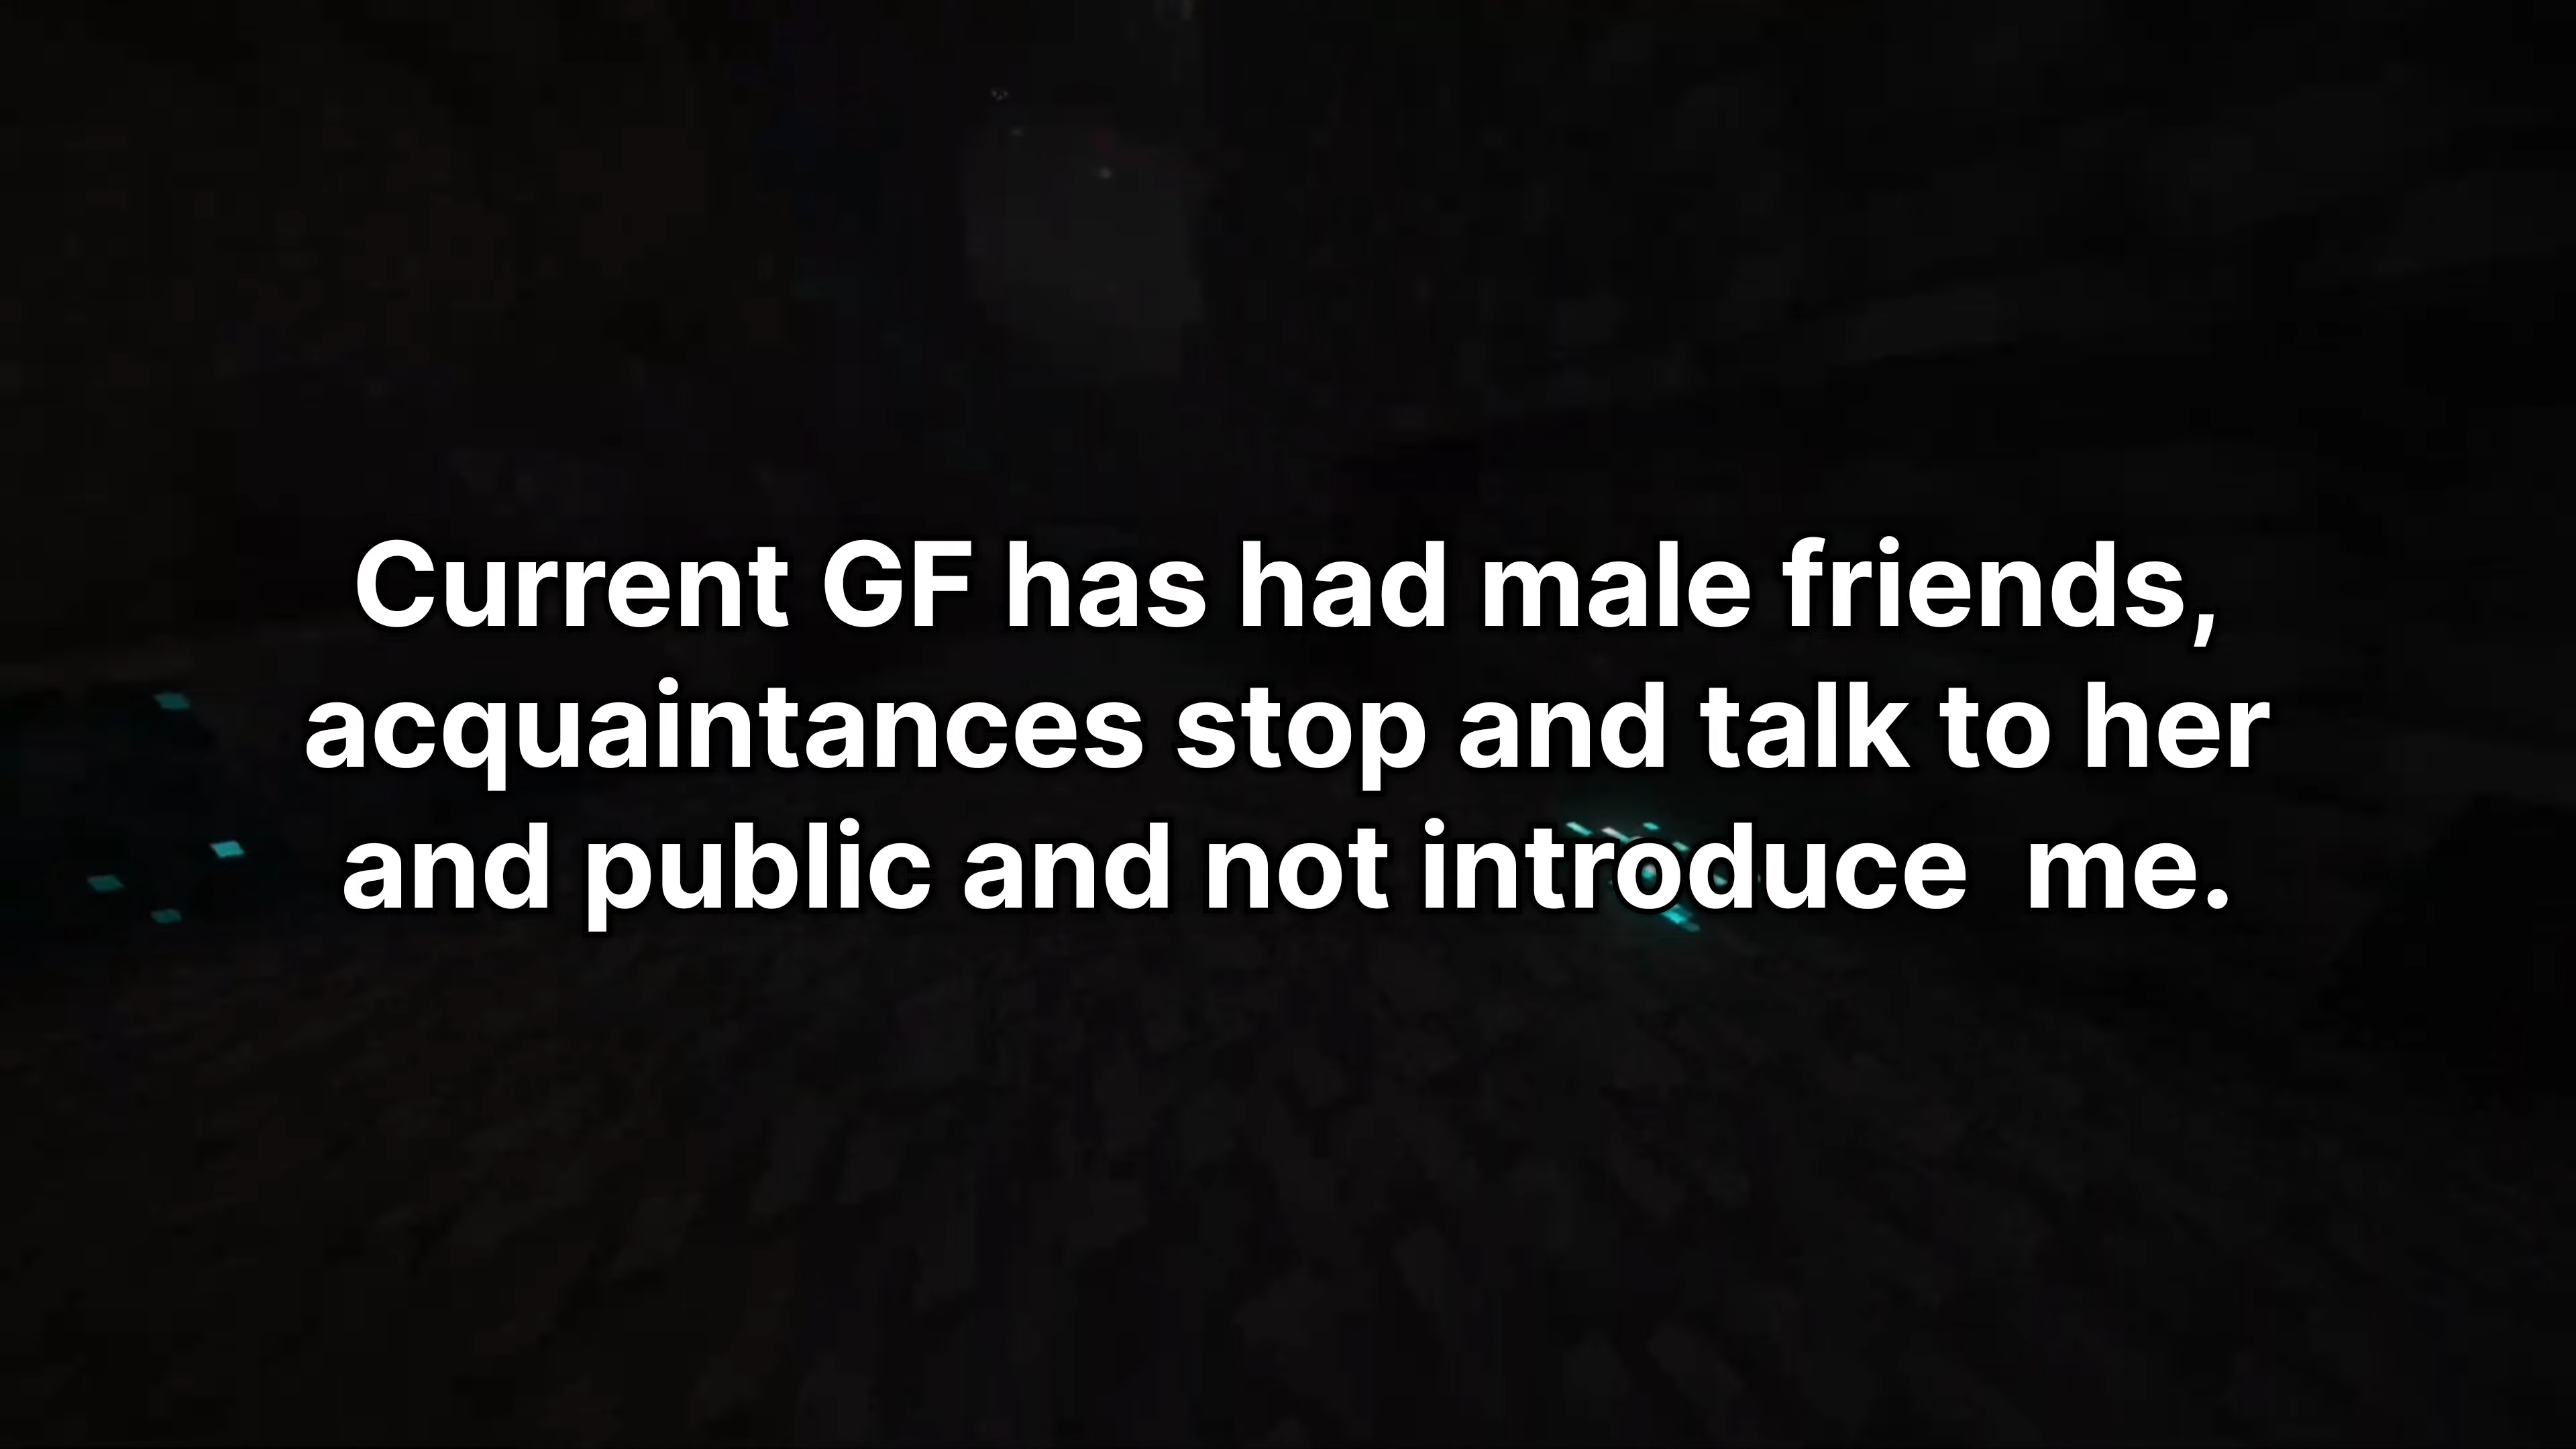 Current GF has had male friends,
acquaintances stop and talk to her
and public and not introduce  me.